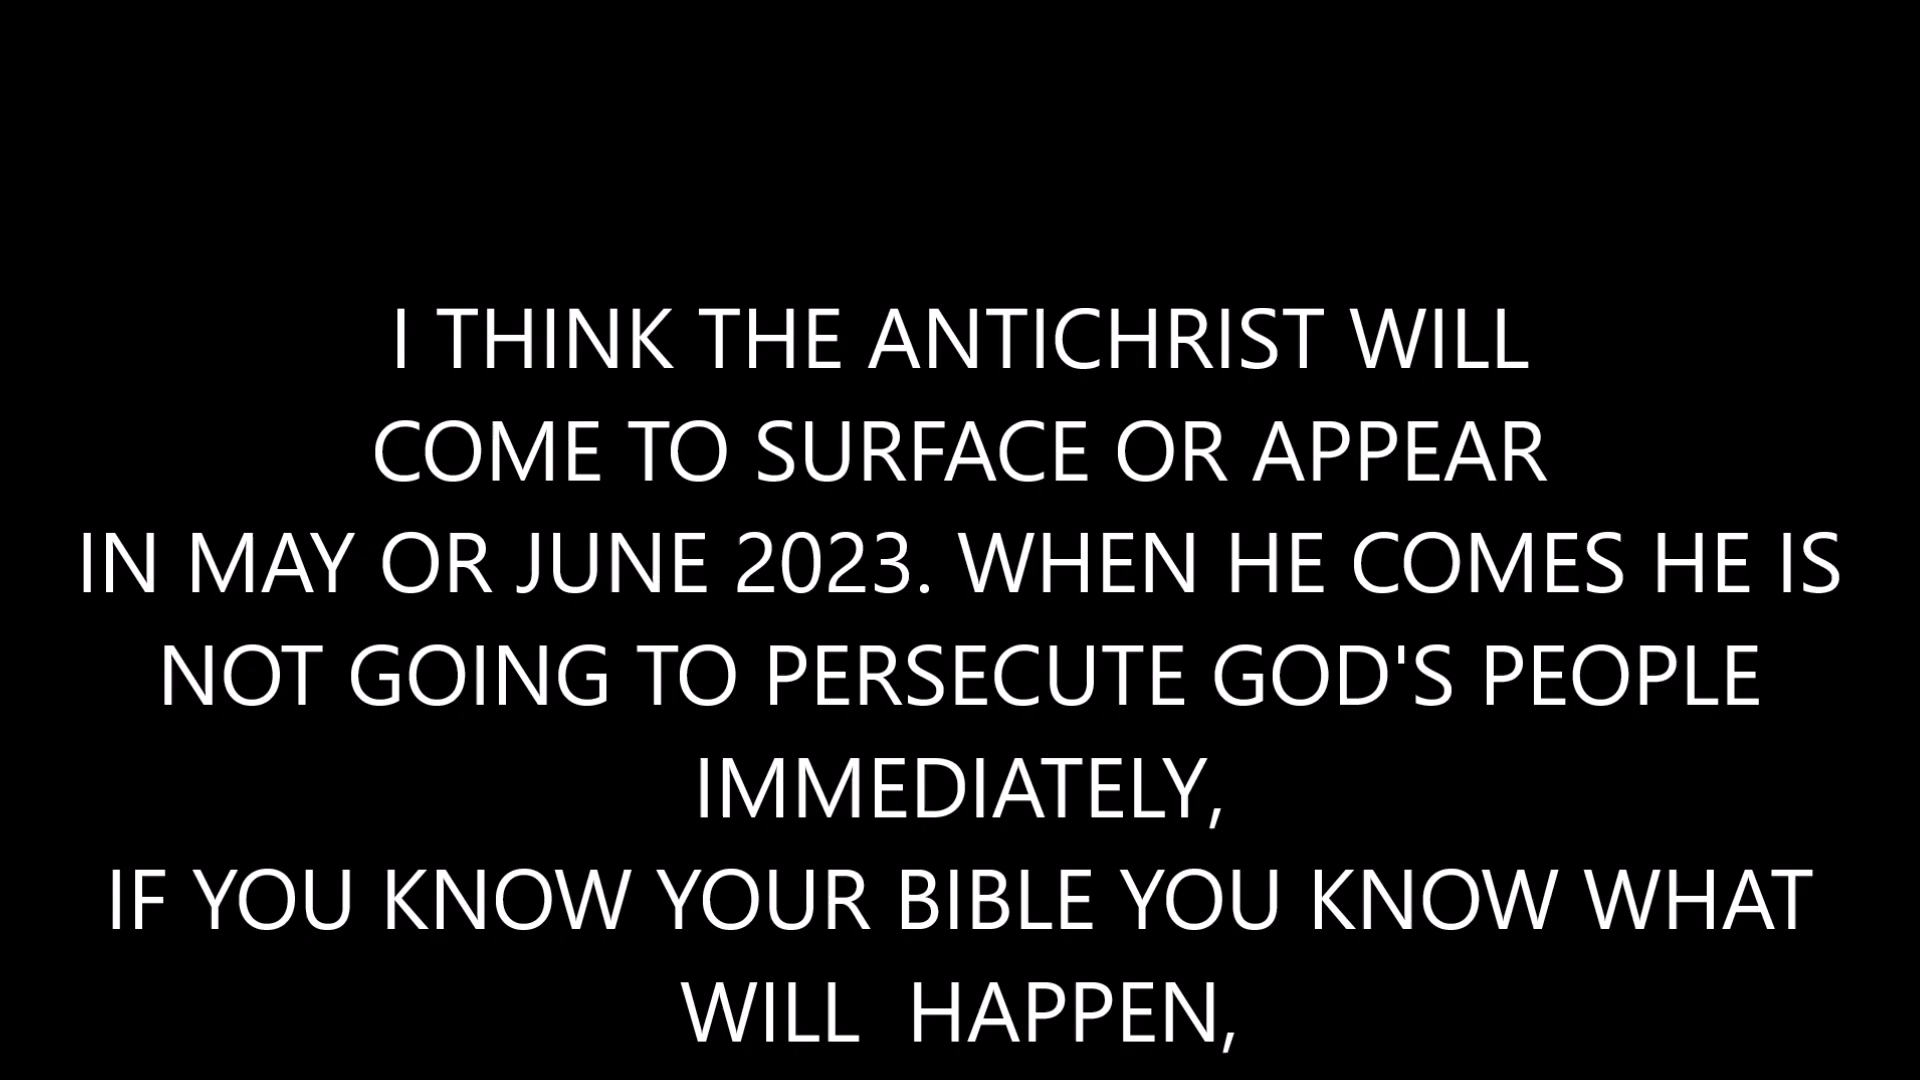 I THINK THE ANTICHRIST WILL
COME TO SURFACE OR APPEAR
IN MAY OR JUNE 2023. WHEN HE COMES HE IS
NOT GOING TO PERSECUTE GOD'S PEOPLE
IMMEDIATELY,
IF YOU KNOW YOUR BIBLE YOU KNOW WHAT
WILL  HAPPEN,